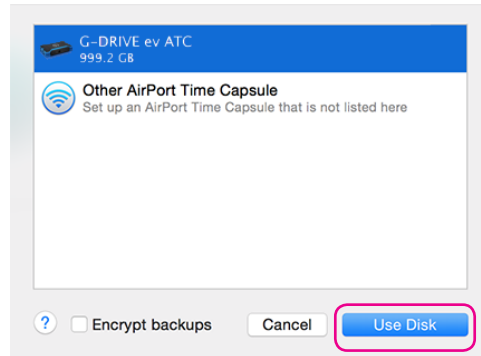 G-DRIVE ev ATC
999.2 GB
Other AirPort Time Capsule
Set up an AirPort Time Capsule that is not listed here
? Encrypt backups Cancel Use Disk